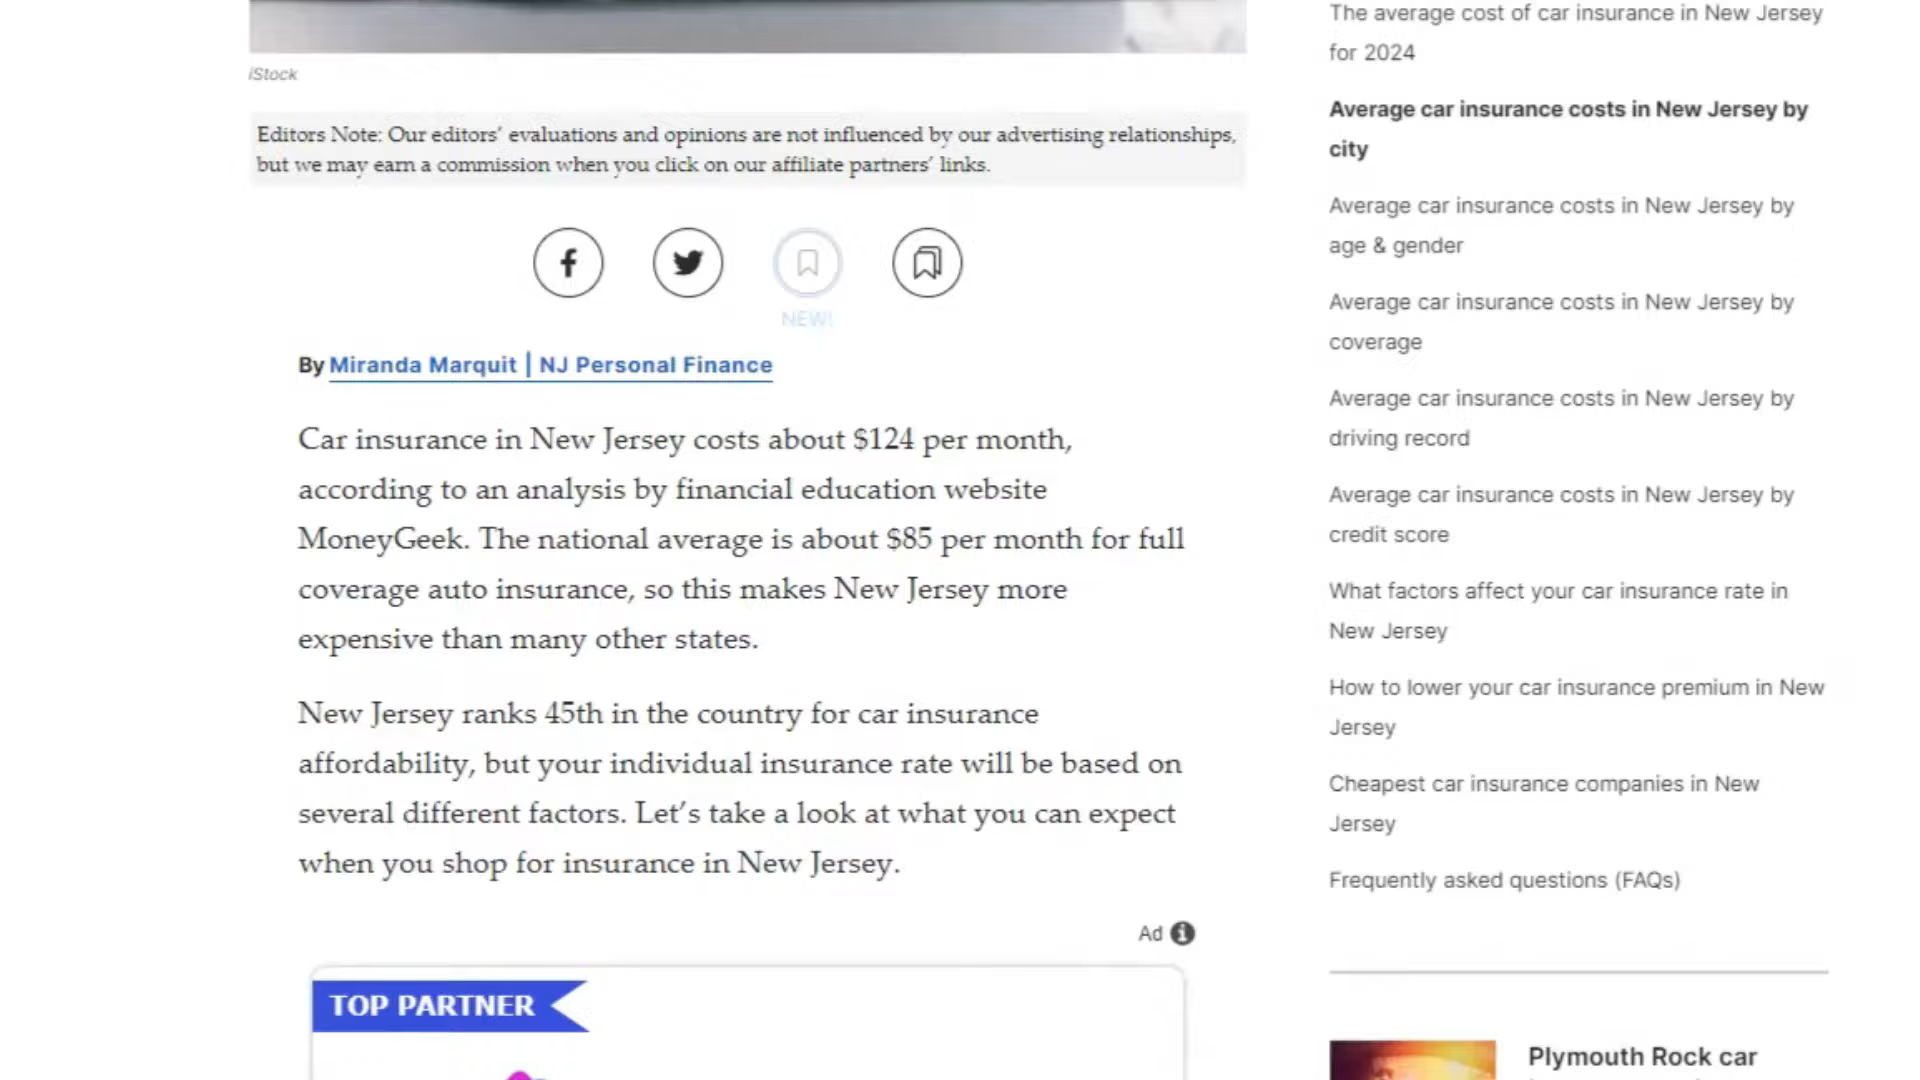 iStock
Editors Note: Our editors’ evaluations and opinions are not influenced by our advertising relationships,
but we may earn a commission when you click on our affiliate partners’ links.
NEW!
By Miranda Marquit | NJ Personal Finance
Car insurance in New Jersey costs about $124 per month,
according to an analysis by financial education website
MoneyGeek. The national average is about $85 per month for full
coverage auto insurance, so this makes New Jersey more
expensive than many other states.
New Jersey ranks 45th in the country for car insurance
affordability, but your individual insurance rate will be based on
several different factors. Let’s take a look at what you can expect
when you shop for insurance in New Jersey.
Ad
TOP PARTNER
The average cost of car insurance in New Jersey
for 2024
Average car insurance costs in New Jersey by
city
Average car insurance costs in New Jersey by
age & gender
Average car insurance costs in New Jersey by
coverage
Average car insurance costs in New Jersey by
driving record
Average car insurance costs in New Jersey by
credit score
What factors affect your car insurance rate in
New Jersey
How to lower your car insurance premium in New
Jersey
Cheapest car insurance companies in New
Jersey
Frequently asked questions (FAQs)
Plymouth Rock car